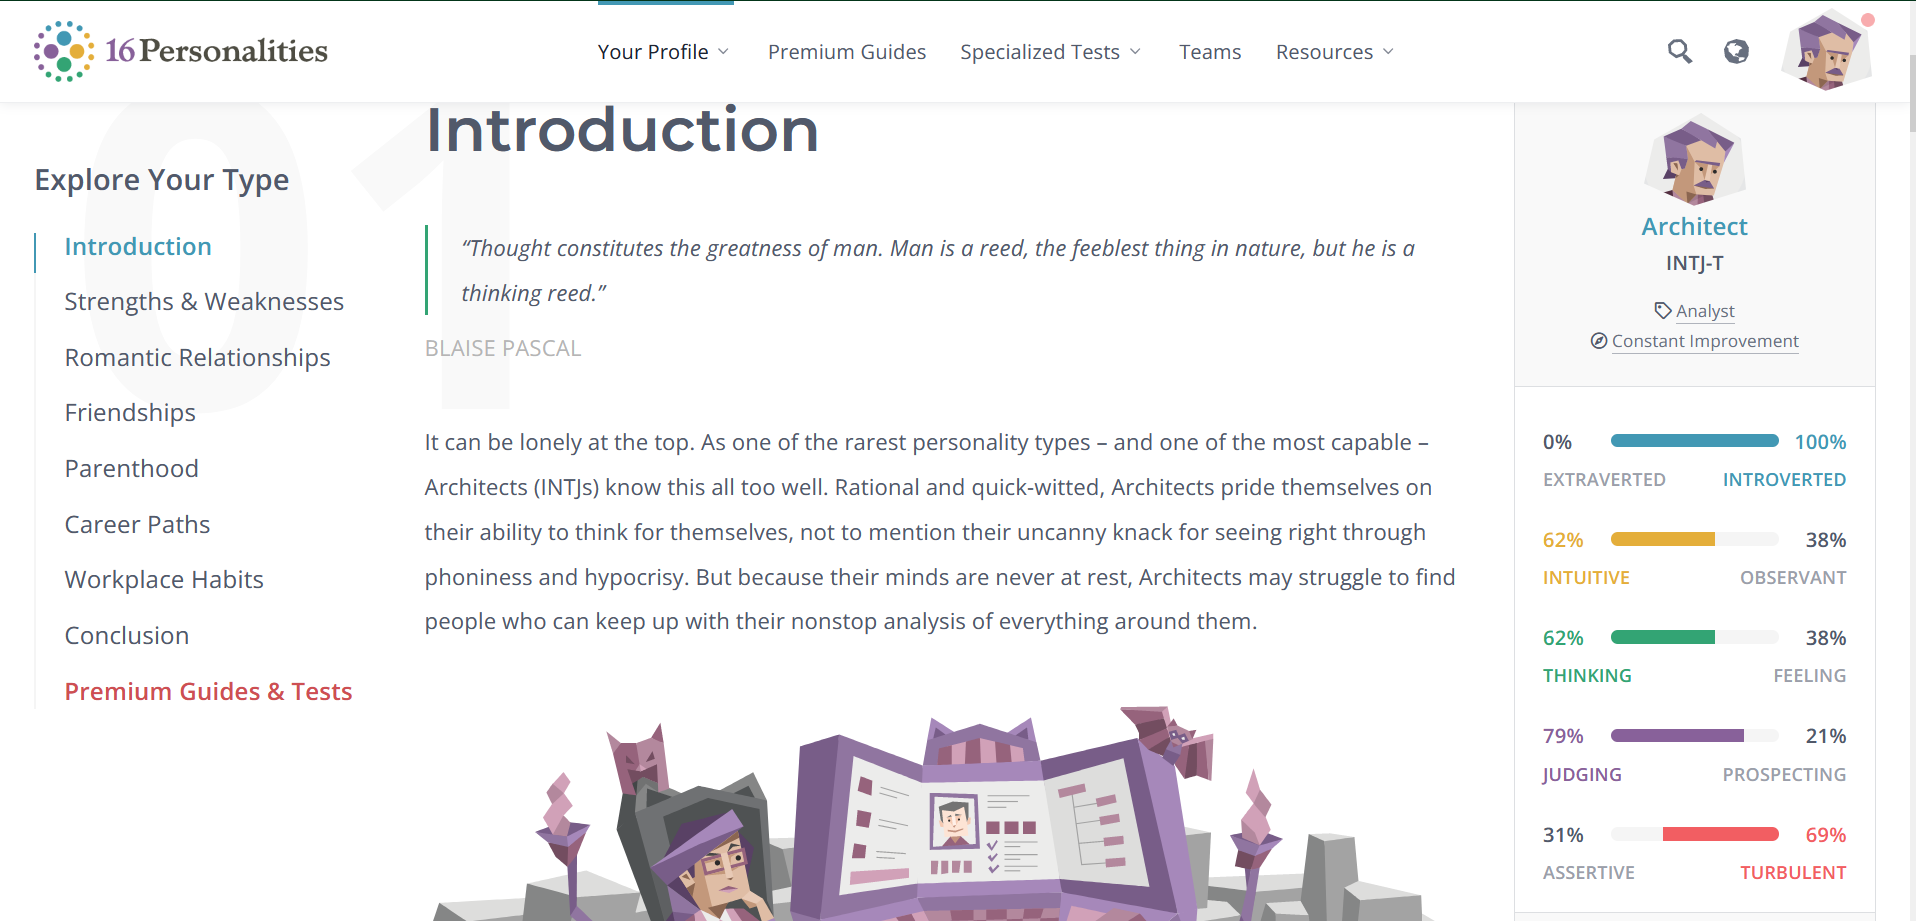 16Personalities
Your Profile
Premium Guides
Specialized Tests
Teams
Resources
01
Explore Your Type
Introduction
Strengths & Weaknesses
Romantic Relationships
Friendships
Parenthood
Career Paths
Workplace Habits
Conclusion
Premium Guides & Tests
Introduction
“Thought constitutes the greatness of man. Man is a reed, the feeblest thing in nature, but he is a
thinking reed.”
BLAISE PASCAL
It can be lonely at the top. As one of the rarest personality types – and one of the most capable –
Architects (INTJs) know this all too well. Rational and quick-witted, Architects pride themselves on
their ability to think for themselves, not to mention their uncanny knack for seeing right through
phoniness and hypocrisy. But because their minds are never at rest, Architects may struggle to find
people who can keep up with their nonstop analysis of everything around them.
Architect
INTJ-T
Analyst
Constant Improvement
0% 100%
EXTRAVERTED INTROVERTED
62% 38%
INTUITIVE OBSERVANT
62% 38%
THINKING FEELING
79% 21%
JUDGING PROSPECTING
31% 69%
ASSERTIVE TURBULENT